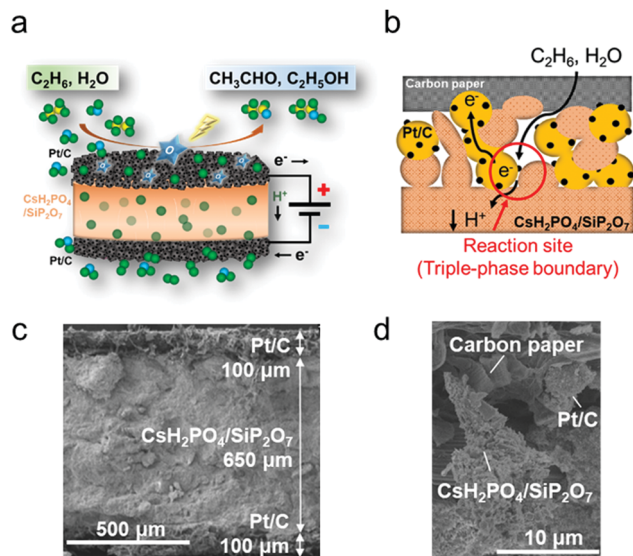 a
C2H6, H2O
CH3CHO, C2H5OH
Pt/C
O
O
O
O
e⁻
CsH2PO4
/SiP2O7
H⁺
+
−
Pt/C
e⁻
b
C₂H₆, H₂O
Carbon paper
e⁻
Pt/C
e⁻
H⁺
CsH₂PO₄/SiP₂O₇
Reaction site
(Triple-phase boundary)
c
Pt/C
100 μm
CsH₂PO₄/SiP₂O₇
650 μm
Pt/C
500 μm
100 μm
d
Carbon paper
Pt/C
CsH₂PO₄/SiP₂O₇
10 μm